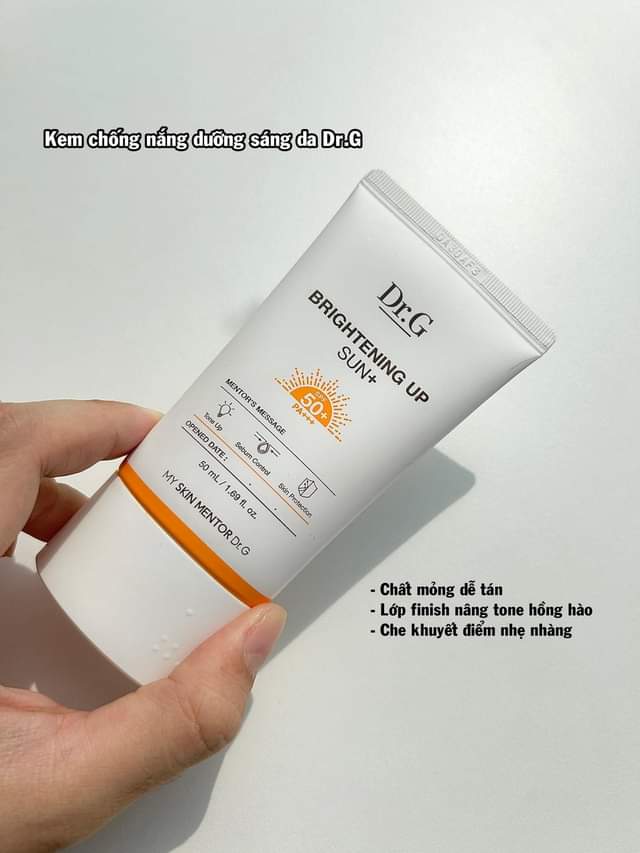 Kem chống nắng dưỡng sáng da Dr.G
Dr.G
BRIGHTENING UP
SUN+
SPF
50+
PA+++
MENTOR'S MESSAGE
Tone Up
Sebum Control
Skin Protection
OPENED DATE : . .
50 mL / 1.69 fl. oz.
MY SKIN MENTOR Dr.G
- Chất mỏng dễ tán
- Lớp finish nâng tone hồng hào
- Che khuyết điểm nhẹ nhàng